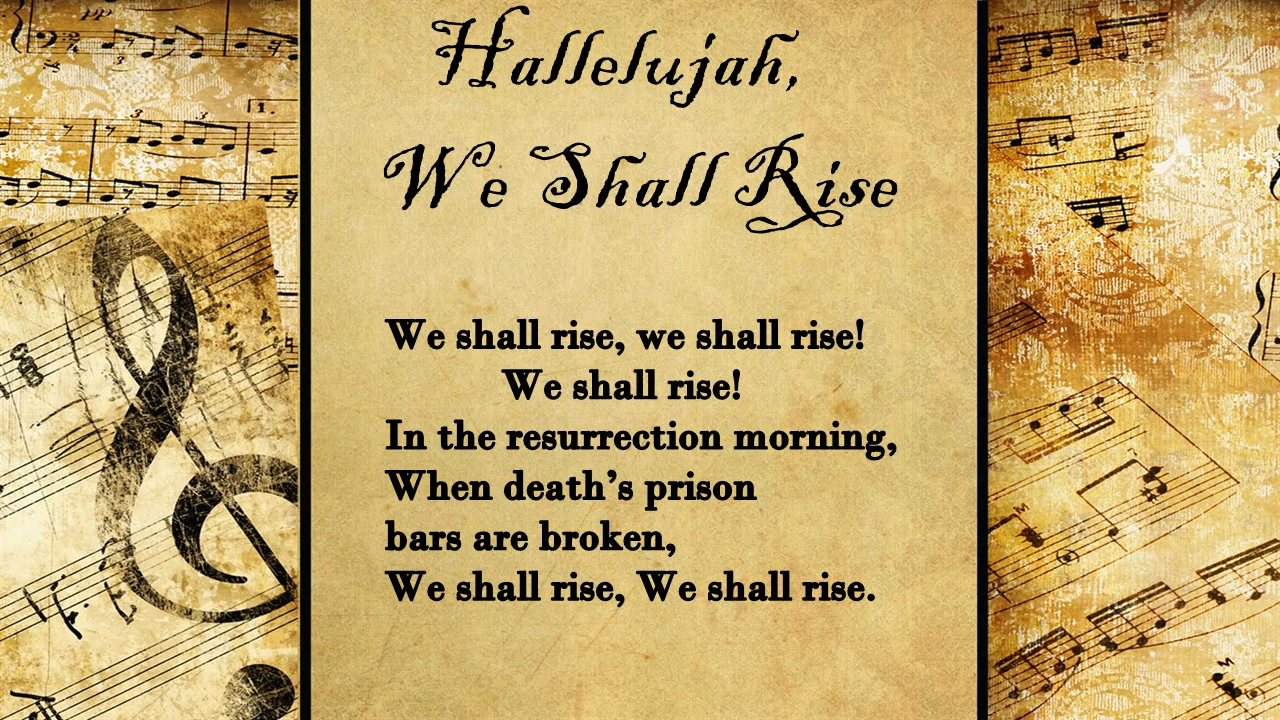 Hallelujah,
We Shall Rise
We shall rise, we shall rise!
We shall rise!
In the resurrection morning,
When death’s prison
bars are broken,
We shall rise, We shall rise.